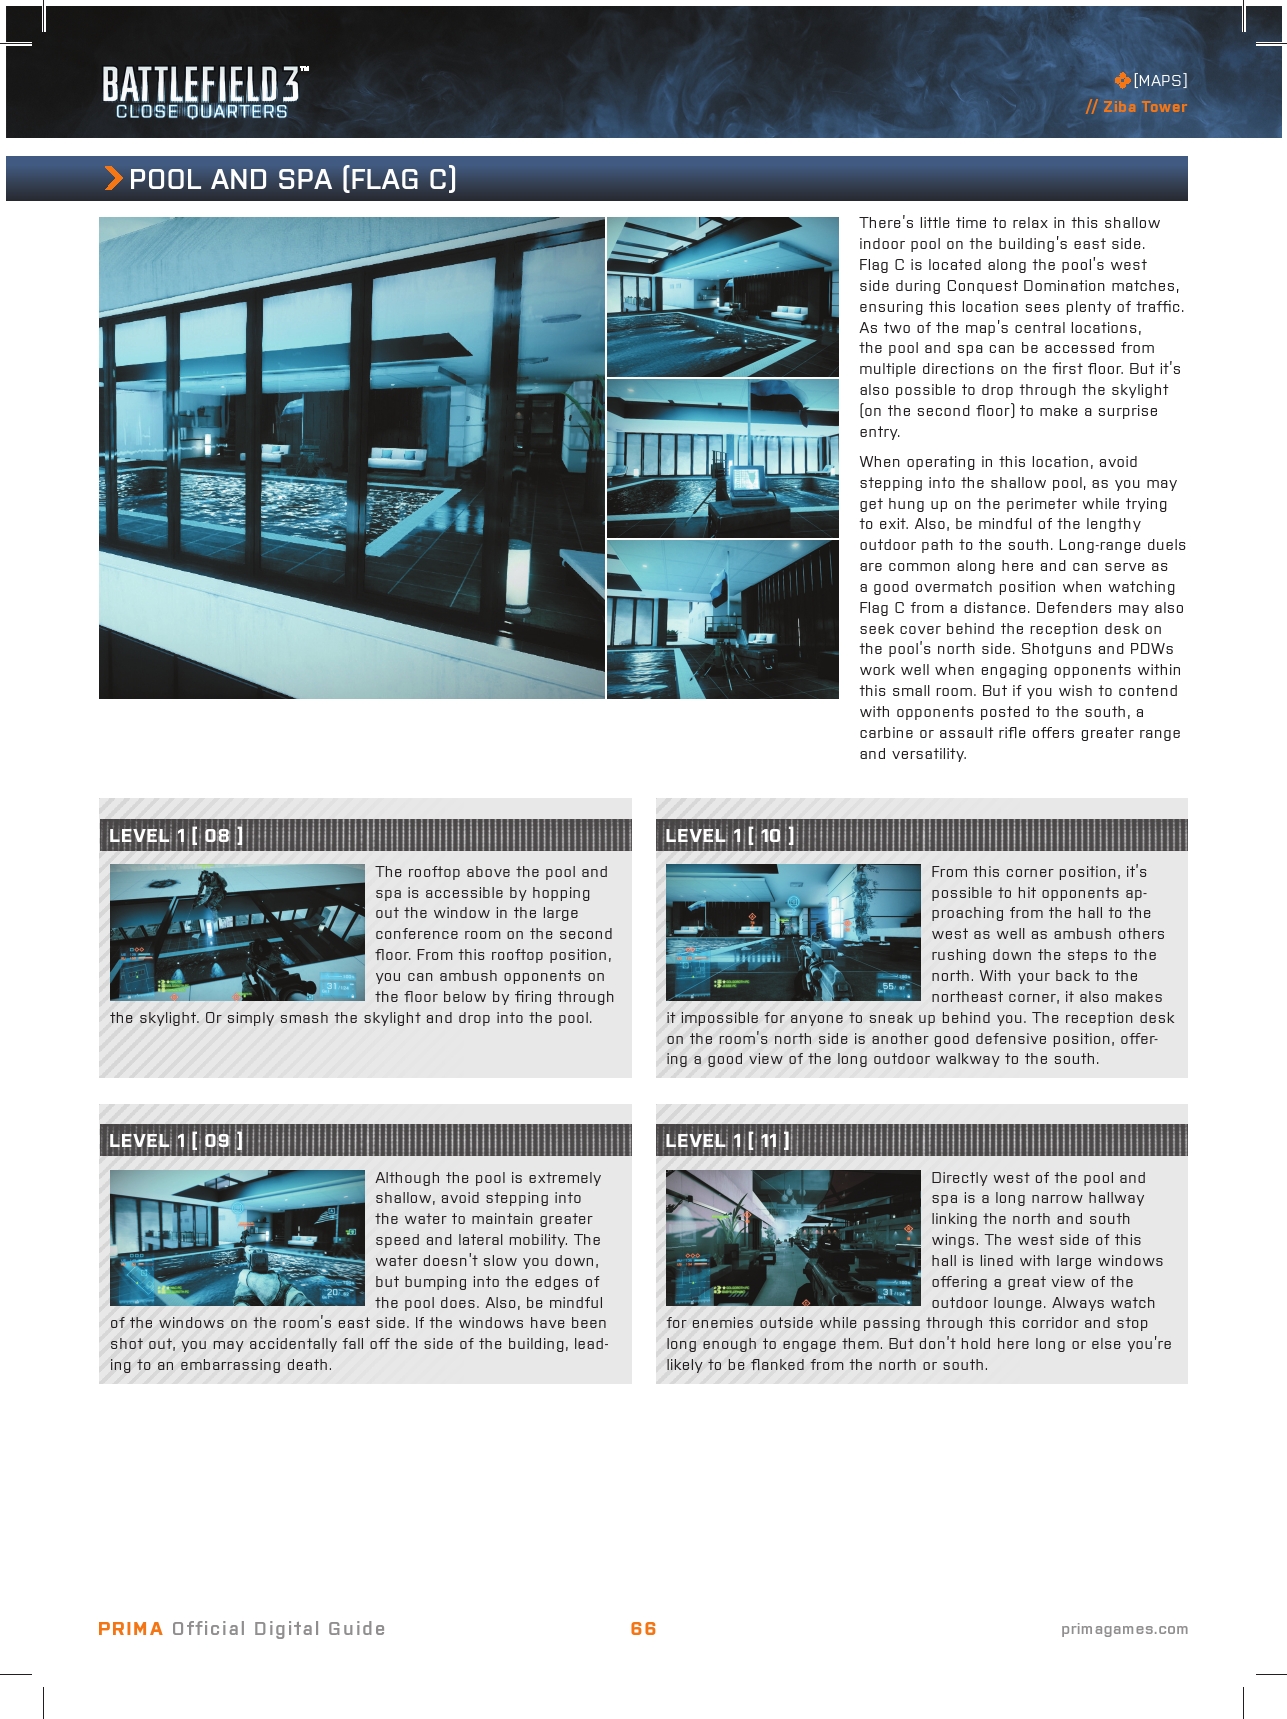 BATTLEFIELD 3™
CLOSE QUARTERS
[MAPS]
// Ziba Tower
POOL AND SPA (FLAG C)
There's little time to relax in this shallow
indoor pool on the building's east side.
Flag C is located along the pool's west
side during Conquest Domination matches,
ensuring this location sees plenty of traffic.
As two of the map's central locations,
the pool and spa can be accessed from
multiple directions on the first floor. But it's
also possible to drop through the skylight
(on the second floor) to make a surprise
entry.
When operating in this location, avoid
stepping into the shallow pool, as you may
get hung up on the perimeter while trying
to exit. Also, be mindful of the lengthy
outdoor path to the south. Long-range duels
are common along here and can serve as
a good overmatch position when watching
Flag C from a distance. Defenders may also
seek cover behind the reception desk on
the pool's north side. Shotguns and PDWs
work well when engaging opponents within
this small room. But if you wish to contend
with opponents posted to the south, a
carbine or assault rifle offers greater range
and versatility.
LEVEL 1 [ 08 ]
The rooftop above the pool and
spa is accessible by hopping
out the window in the large
conference room on the second
floor. From this rooftop position,
you can ambush opponents on
the floor below by firing through
the skylight. Or simply smash the skylight and drop into the pool.
LEVEL 1 [ 10 ]
From this corner position, it's
possible to hit opponents ap-
proaching from the hall to the
west as well as ambush others
rushing down the steps to the
north. With your back to the
northeast corner, it also makes
it impossible for anyone to sneak up behind you. The reception desk
on the room's north side is another good defensive position, offer-
ing a good view of the long outdoor walkway to the south.
LEVEL 1 [ 09 ]
Although the pool is extremely
shallow, avoid stepping into
the water to maintain greater
speed and lateral mobility. The
water doesn't slow you down,
but bumping into the edges of
the pool does. Also, be mindful
of the windows on the room's east side. If the windows have been
shot out, you may accidentally fall off the side of the building, lead-
ing to an embarrassing death.
LEVEL 1 [ 11 ]
Directly west of the pool and
spa is a long narrow hallway
linking the north and south
wings. The west side of this
hall is lined with large windows
offering a great view of the
outdoor lounge. Always watch
for enemies outside while passing through this corridor and stop
long enough to engage them. But don't hold here long or else you're
likely to be flanked from the north or south.
PRIMA Official Digital Guide
66
primagames.com